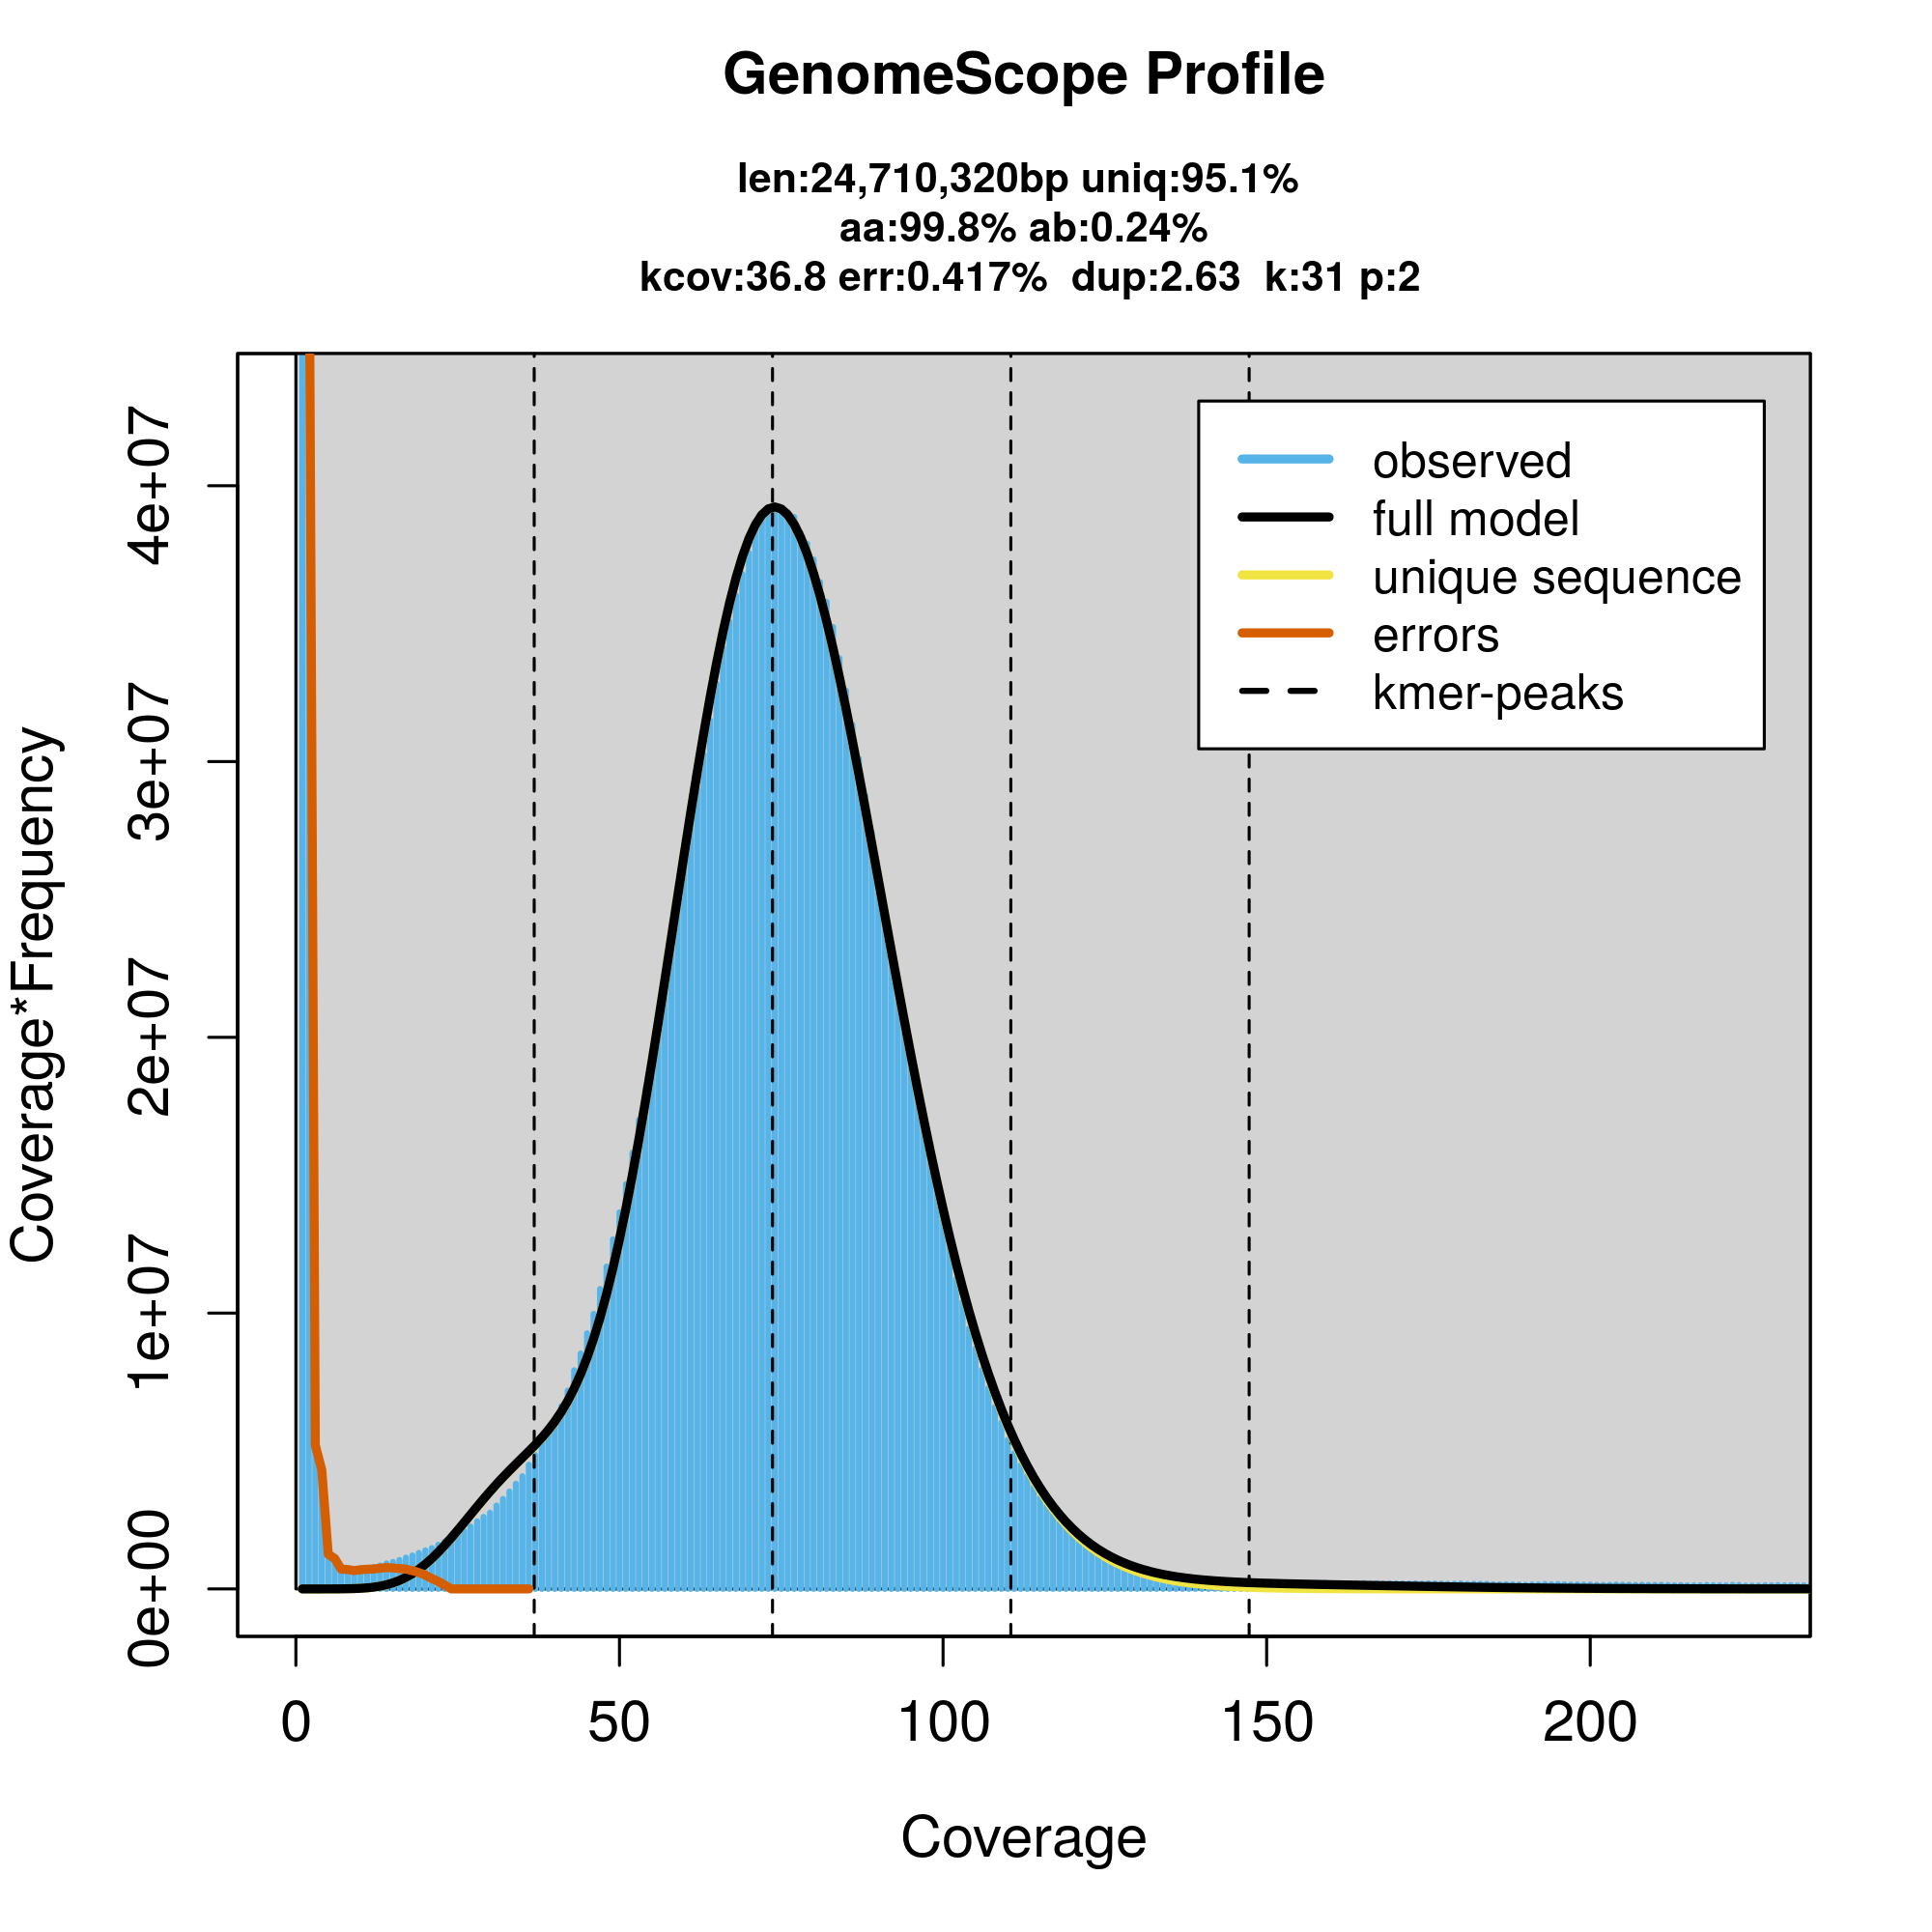 GenomeScope Profile
len:24,710,320bp uniq:95.1%
aa:99.8% ab:0.24%
kcov:36.8 err:0.417%  dup:2.63  k:31 p:2
observed
full model
unique sequence
errors
kmer-peaks
Coverage*Frequency
4e+07
3e+07
2e+07
1e+07
0e+00
0 50 100 150 200
Coverage